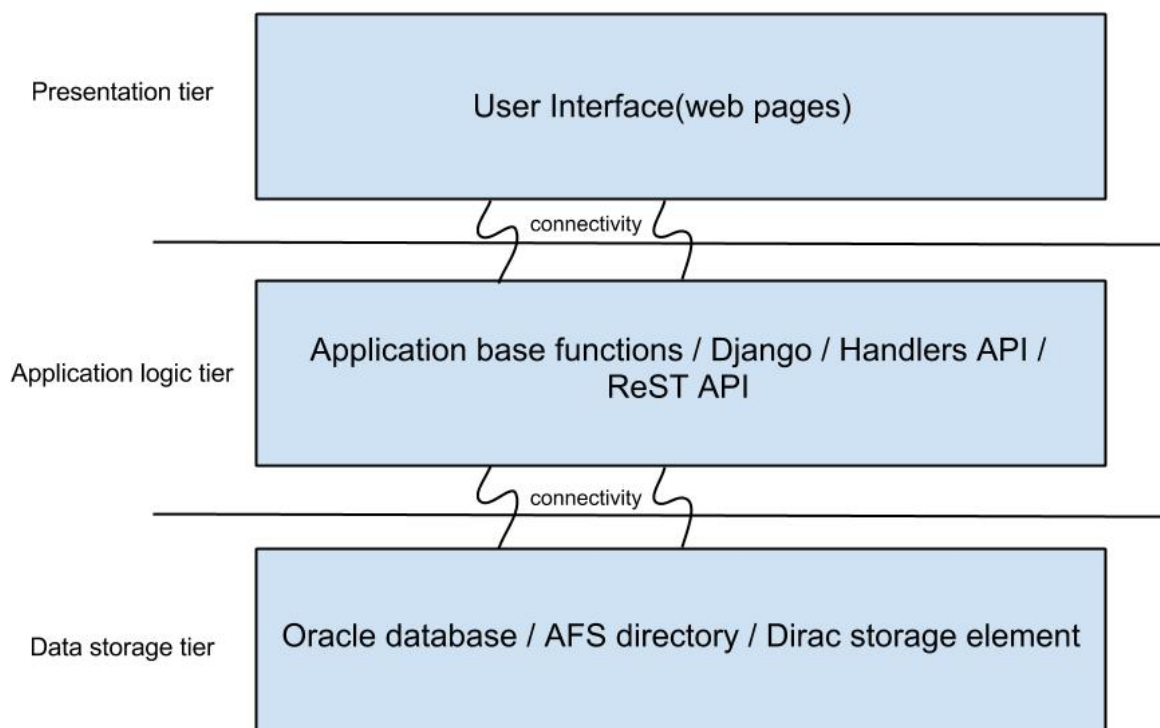 Presentation tier
User Interface(web pages)
connectivity
Application logic tier
Application base functions / Django / Handlers API /
ReST API
connectivity
Data storage tier
Oracle database / AFS directory / Dirac storage element